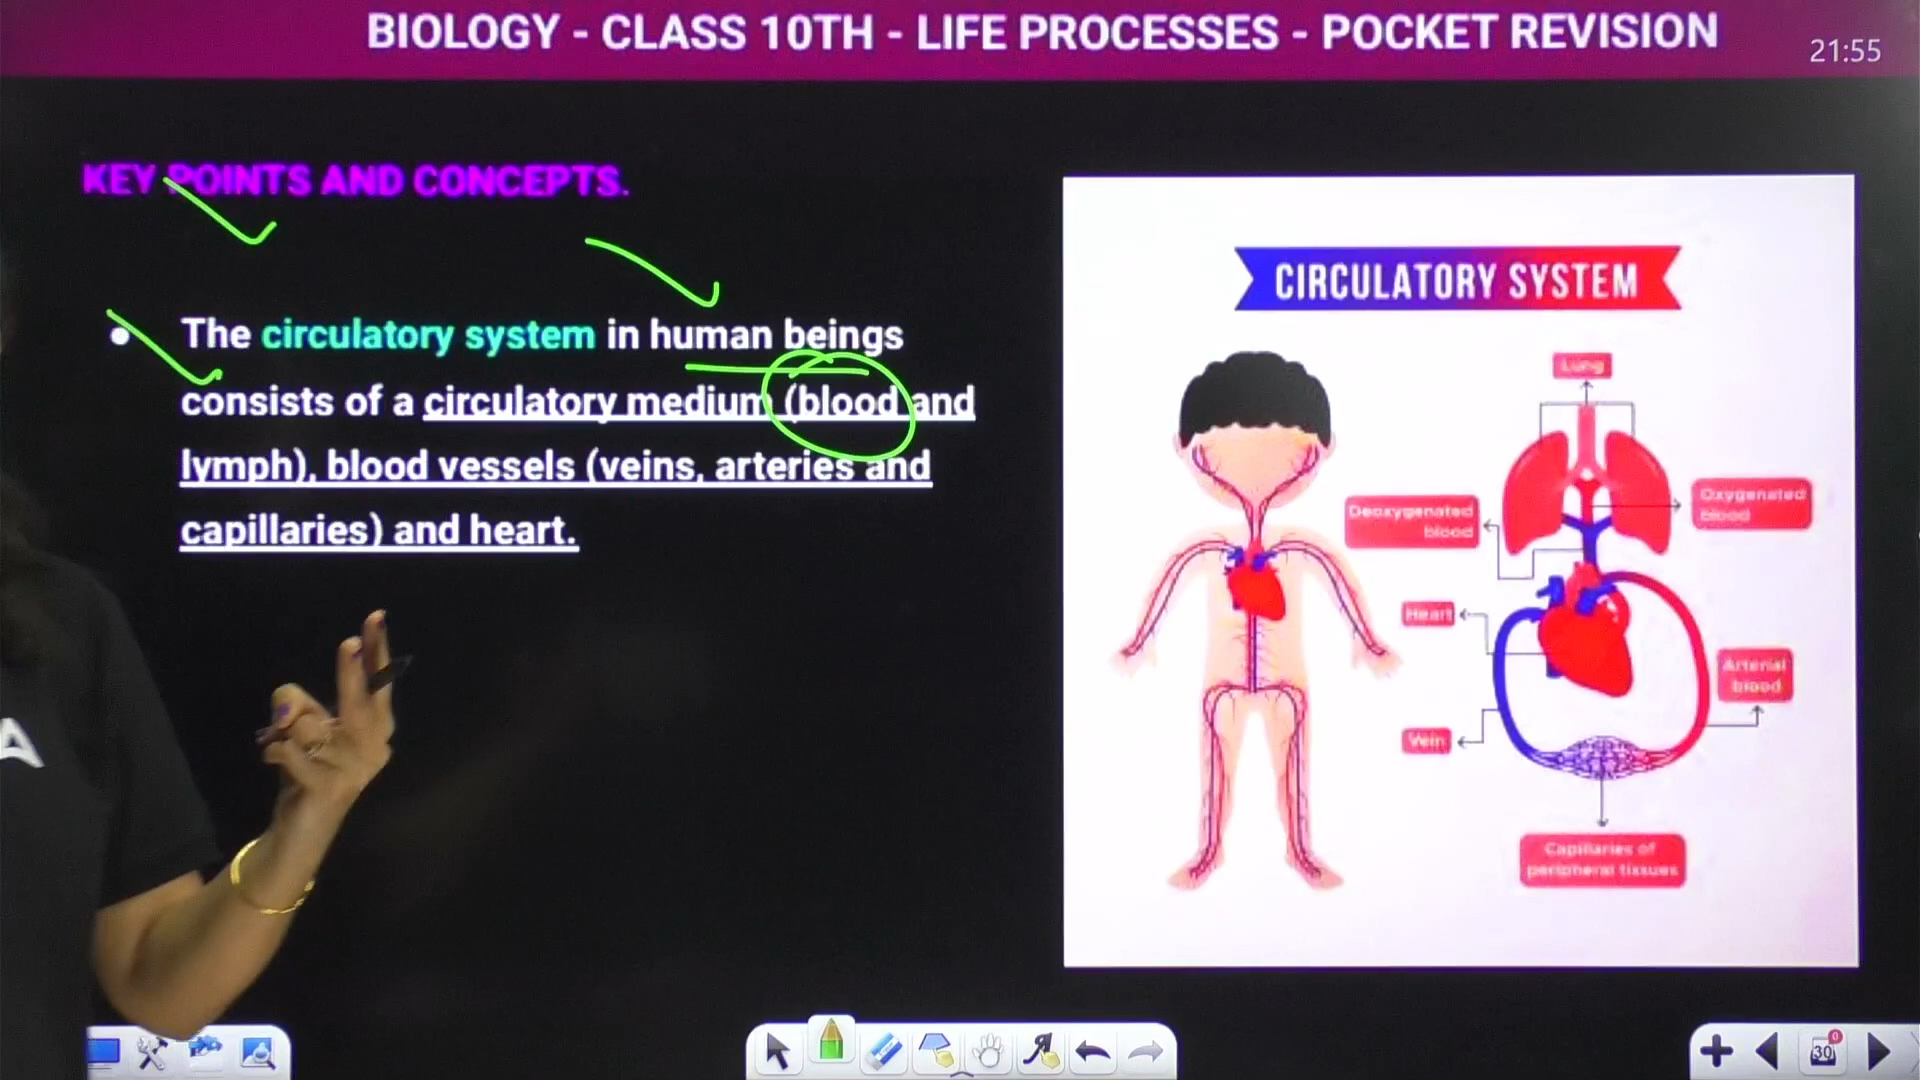 BIOLOGY - CLASS 10TH - LIFE PROCESSES - POCKET REVISION
21:55
KEY POINTS AND CONCEPTS.
The circulatory system in human beings
consists of a circulatory medium (blood and
lymph), blood vessels (veins, arteries and
capillaries) and heart.
CIRCULATORY SYSTEM
Lung
Deoxygenated
blood
Oxygenated
blood
Heart
Arterial
blood
Vein
Capillaries of
peripheral tissues
A
30
0